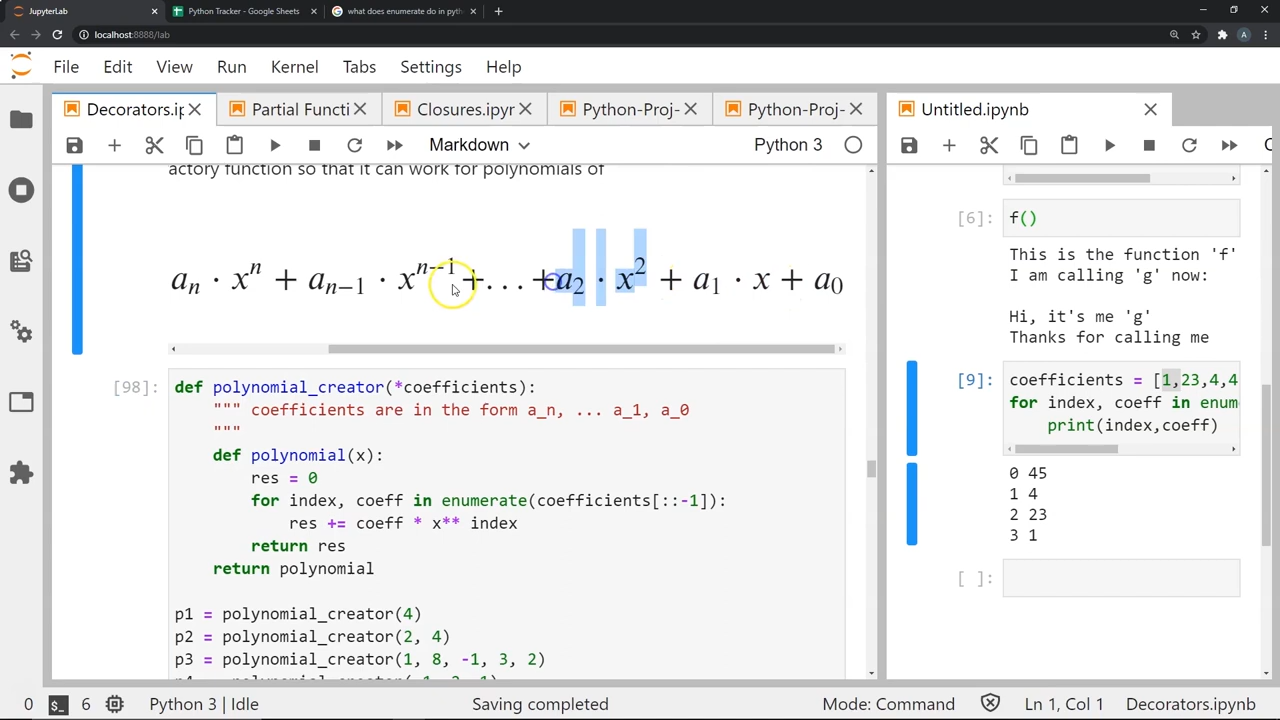 JupyterLab
Python Tracker - Google Sheets
what does enumerate do in pyth
localhost:8888/lab
A
File Edit View Run Kernel Tabs Settings Help
Decorators.ip
Partial Functi
Closures.ipyr
Python-Proj-
Python-Proj-
Untitled.ipynb
Markdown
Python 3
actory function so that it can work for polynomials of
aₙ · xⁿ + aₙ₋₁ · xⁿ⁻¹ + … + a₂ · x² + a₁ · x + a₀
[98]: def polynomial_creator(*coefficients):
""" coefficients are in the form a_n, ... a_1, a_0
"""
def polynomial(x):
res = 0
for index, coeff in enumerate(coefficients[::-1]):
res += coeff * x** index
return res
return polynomial
p1 = polynomial_creator(4)
p2 = polynomial_creator(2, 4)
p3 = polynomial_creator(1, 8, -1, 3, 2)
[6]: f()
This is the function 'f'
I am calling 'g' now:
Hi, it's me 'g'
Thanks for calling me
[9]: coefficients = [1,23,4,4
for index, coeff in enum
print(index,coeff)
0 45
1 4
2 23
3 1
[ ]:
0
6
Python 3 | Idle
Saving completed
Mode: Command
Ln 1, Col 1
Decorators.ipynb